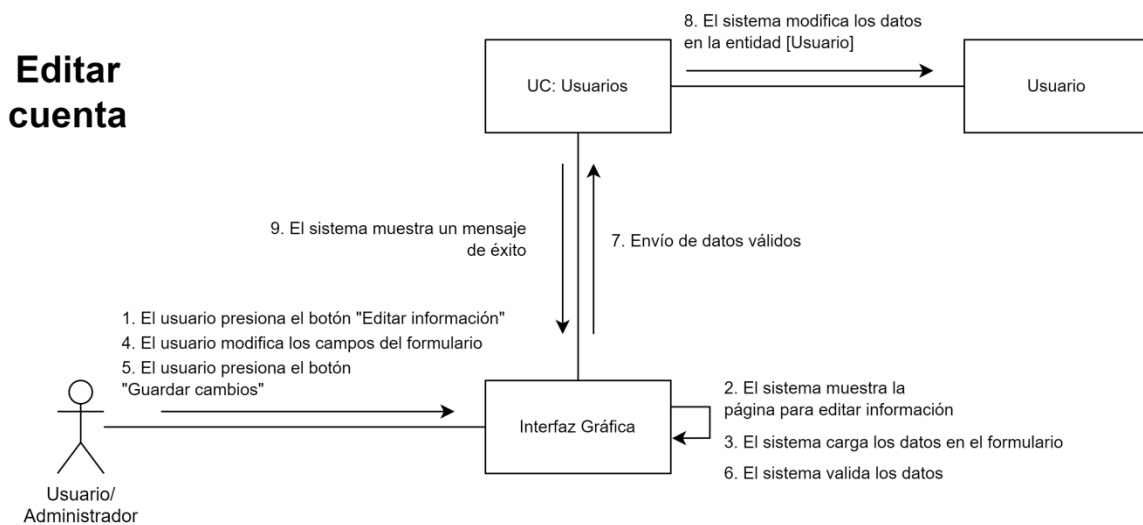 Editar
cuenta
8. El sistema modifica los datos
en la entidad [Usuario]
UC: Usuarios
Usuario
9. El sistema muestra un mensaje
de éxito
7. Envío de datos válidos
1. El usuario presiona el botón "Editar información"
4. El usuario modifica los campos del formulario
5. El usuario presiona el botón
"Guardar cambios"
Interfaz Gráfica
2. El sistema muestra la
página para editar información
3. El sistema carga los datos en el formulario
6. El sistema valida los datos
Usuario/
Administrador